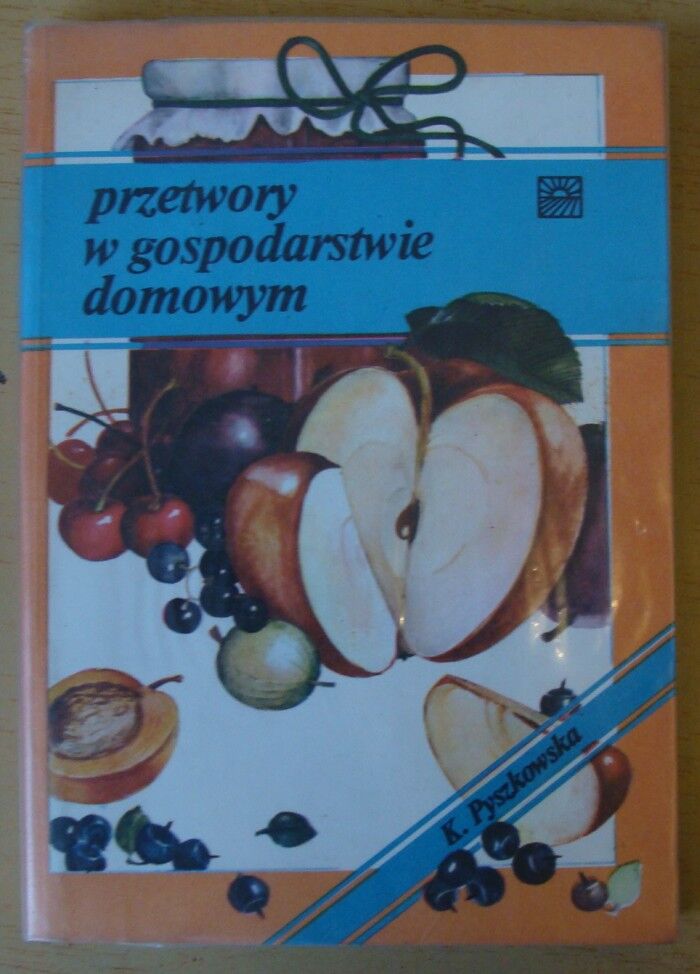 przetwory
w gospodarstwie
domowym
K. Pyszkowska